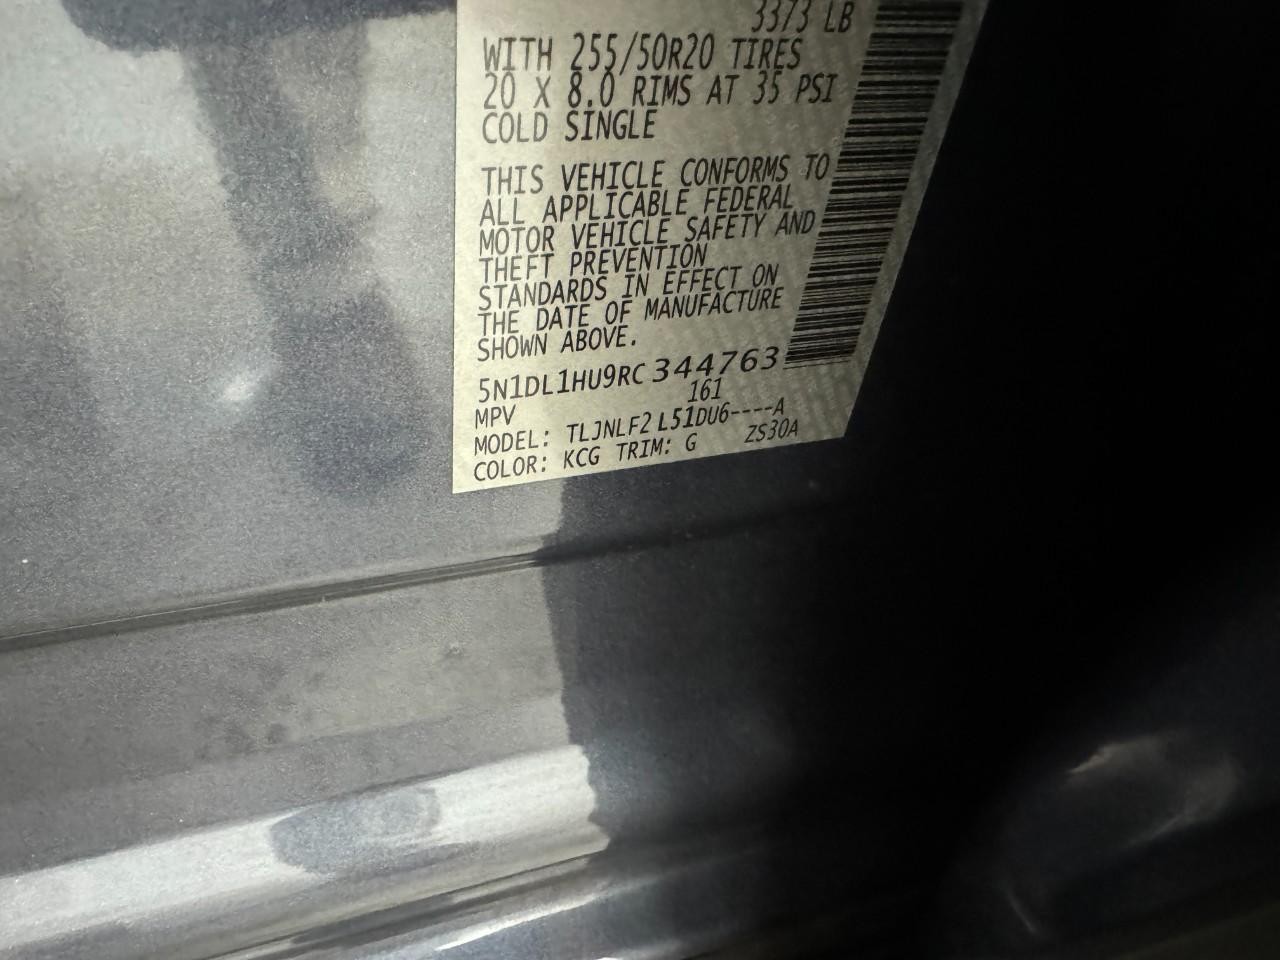 3373 LB
WITH 255/50R20 TIRES
20 X 8.0 RIMS AT 35 PSI
COLD SINGLE
THIS VEHICLE CONFORMS TO
ALL APPLICABLE FEDERAL
MOTOR VEHICLE SAFETY AND
THEFT PREVENTION
STANDARDS IN EFFECT ON
THE DATE OF MANUFACTURE
SHOWN ABOVE.
5N1DL1HU9RC 344763
MPV 161
MODEL: TLJNLF2 L51DU6----A
COLOR: KCG TRIM: G ZS30A